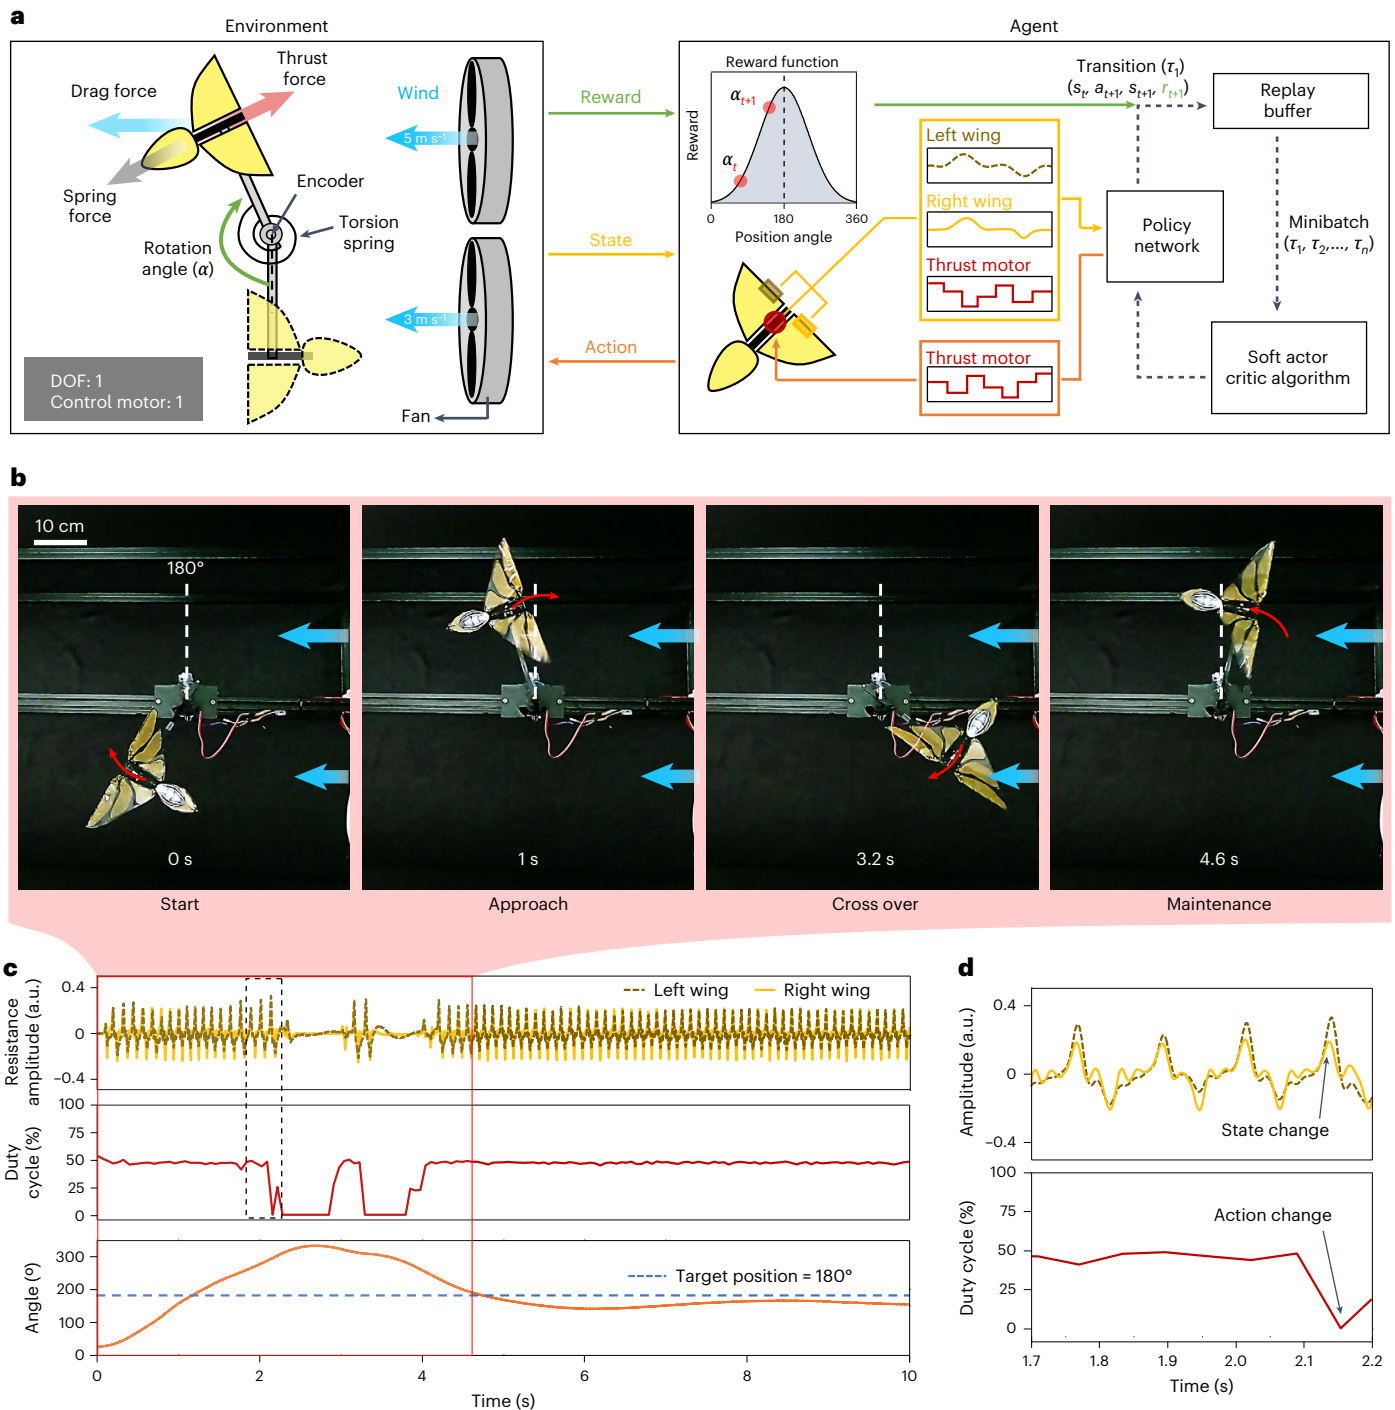 a
Environment
Agent
Thrust
force
Drag force
Wind
5 m s⁻¹
Spring
force
Encoder
Torsion
spring
Rotation
angle (α)
3 m s⁻¹
DOF: 1
Control motor: 1
Fan
Reward
State
Action
Reward function
Reward
α_{t+1}
α_t
0
180
360
Position angle
Left wing
Right wing
Thrust motor
Thrust motor
Transition (τ₁)
(s_t, a_{t+1}, s_{t+1}, r_{t+1})
Replay
buffer
Policy
network
Minibatch
(τ₁, τ₂,..., τₙ)
Soft actor
critic algorithm
b
10 cm
180°
0 s
1 s
3.2 s
4.6 s
Start
Approach
Cross over
Maintenance
c
Resistance
amplitude (a.u.)
0.4
0
−0.4
Left wing
Right wing
Duty
cycle (%)
100
75
50
25
0
Angle (°)
300
200
100
0
Target position = 180°
0
2
4
6
8
10
Time (s)
d
Amplitude (a.u.)
0.4
0
−0.4
State change
Duty cycle (%)
100
75
50
25
0
Action change
1.7
1.8
1.9
2.0
2.1
2.2
Time (s)